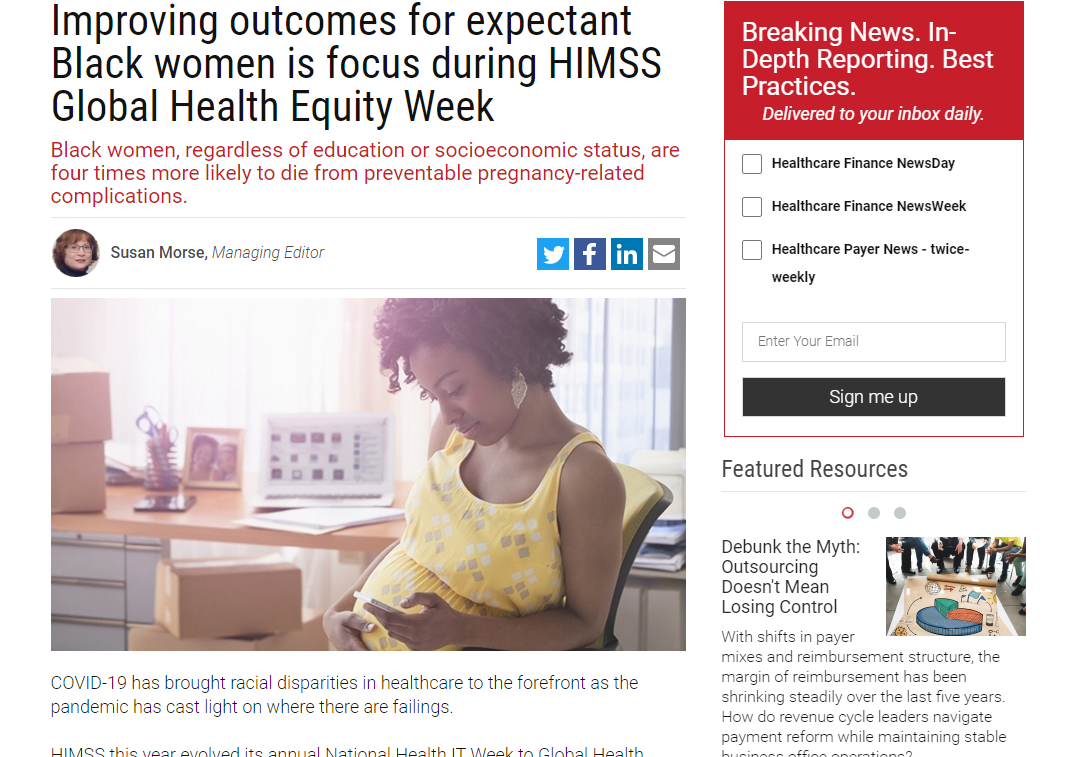 Improving outcomes for expectant
Black women is focus during HIMSS
Global Health Equity Week
Black women, regardless of education or socioeconomic status, are
four times more likely to die from preventable pregnancy-related
complications.
Susan Morse, Managing Editor
COVID-19 has brought racial disparities in healthcare to the forefront as the
pandemic has cast light on where there are failings.
HIMSS this year evolved its annual National Health IT Week to Global Health
Breaking News. In-
Depth Reporting. Best
Practices.
Delivered to your inbox daily.
Healthcare Finance NewsDay
Healthcare Finance NewsWeek
Healthcare Payer News - twice-
weekly
Enter Your Email
Sign me up
Featured Resources
Debunk the Myth:
Outsourcing
Doesn't Mean
Losing Control
With shifts in payer
mixes and reimbursement structure, the
margin of reimbursement has been
shrinking steadily over the last five years.
How do revenue cycle leaders navigate
payment reform while maintaining stable
business office operations?